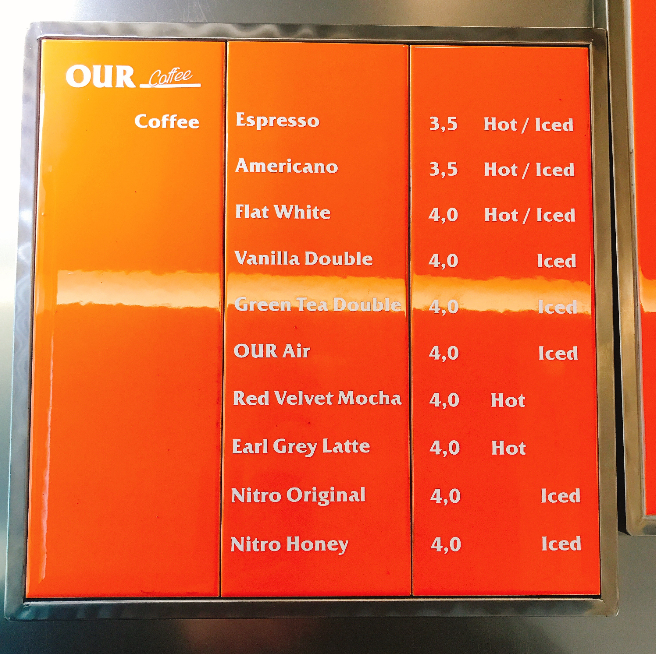 OUR Coffee
Coffee
Espresso 3,5 Hot / Iced
Americano 3,5 Hot / Iced
Flat White 4,0 Hot / Iced
Vanilla Double 4,0 Iced
Green Tea Double 4,0 Iced
OUR Air 4,0 Iced
Red Velvet Mocha 4,0 Hot
Earl Grey Latte 4,0 Hot
Nitro Original 4,0 Iced
Nitro Honey 4,0 Iced